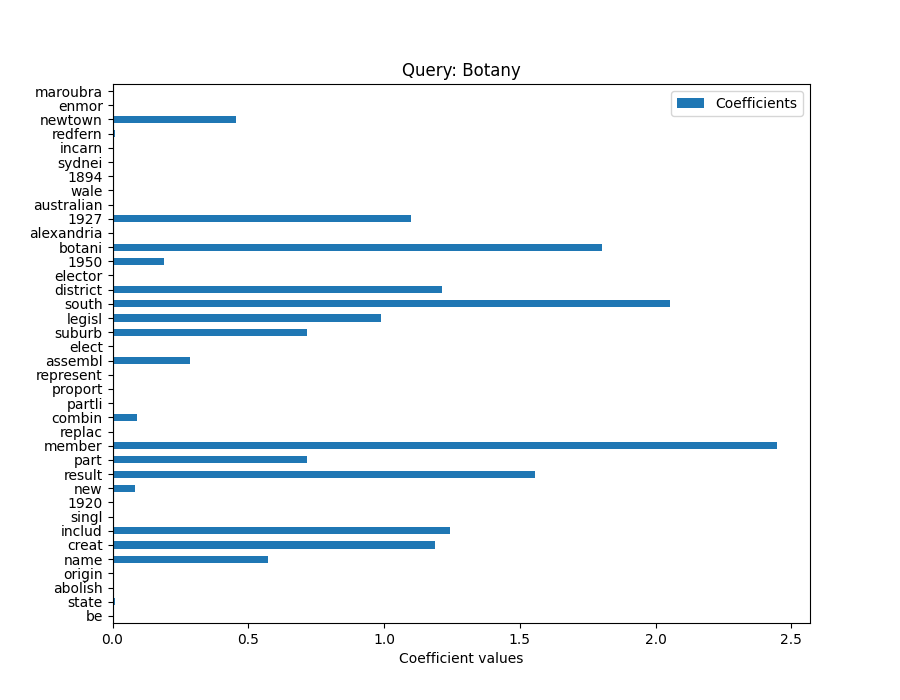 Query: Botany
Coefficients
maroubra
enmor
newtown
redfern
incarn
sydnei
1894
wale
australian
1927
alexandria
botani
1950
elector
district
south
legisl
suburb
elect
assembl
represent
proport
partli
combin
replac
member
part
result
new
1920
singl
includ
creat
name
origin
abolish
state
be
0.0 0.5 1.0 1.5 2.0 2.5
Coefficient values